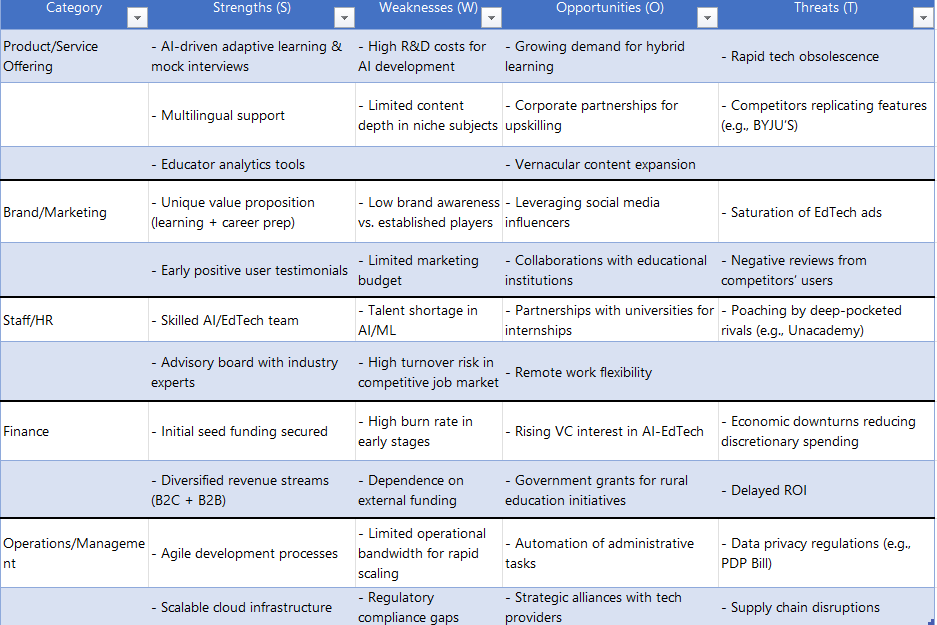 Category Strengths (S) Weaknesses (W) Opportunities (O) Threats (T)
Product/Service
Offering
- AI-driven adaptive learning &
mock interviews
- High R&D costs for
AI development
- Growing demand for hybrid
learning
- Rapid tech obsolescence
- Multilingual support
- Limited content
depth in niche subjects
- Corporate partnerships for
upskilling
- Competitors replicating features
(e.g., BYJU'S)
- Educator analytics tools
- Vernacular content expansion
Brand/Marketing
- Unique value proposition
(learning + career prep)
- Low brand awareness
vs. established players
- Leveraging social media
influencers
- Saturation of EdTech ads
- Early positive user testimonials
- Limited marketing
budget
- Collaborations with educational
institutions
- Negative reviews from
competitors' users
Staff/HR
- Skilled AI/EdTech team
- Talent shortage in
AI/ML
- Partnerships with universities for
internships
- Poaching by deep-pocketed
rivals (e.g., Unacademy)
- Advisory board with industry
experts
- High turnover risk in
competitive job market
- Remote work flexibility
Finance
- Initial seed funding secured
- High burn rate in
early stages
- Rising VC interest in AI-EdTech
- Economic downturns reducing
discretionary spending
- Diversified revenue streams
(B2C + B2B)
- Dependence on
external funding
- Government grants for rural
education initiatives
- Delayed ROI
Operations/Manageme
nt
- Agile development processes
- Limited operational
bandwidth for rapid
scaling
- Automation of administrative
tasks
- Data privacy regulations (e.g.,
PDP Bill)
- Scalable cloud infrastructure
- Regulatory
compliance gaps
- Strategic alliances with tech
providers
- Supply chain disruptions